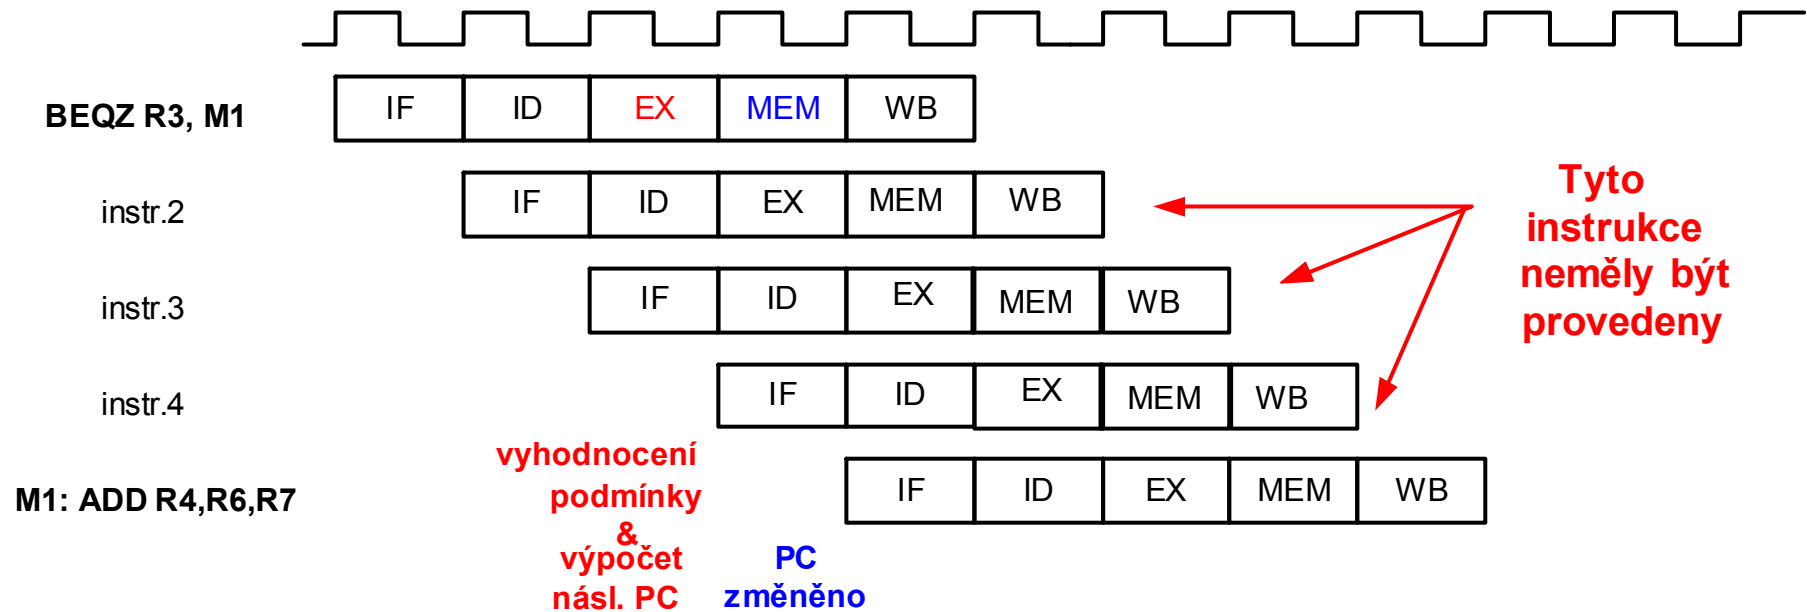 BEQZ R3, M1 IF ID EX MEM WB
instr.2 IF ID EX MEM WB
Tyto
instrukce
neměly být
provedeny
instr.3 IF ID EX MEM WB
instr.4 IF ID EX MEM WB
M1: ADD R4,R6,R7 IF ID EX MEM WB
vyhodnocení
podmínky
&
výpočet
násl. PC
PC
změněno